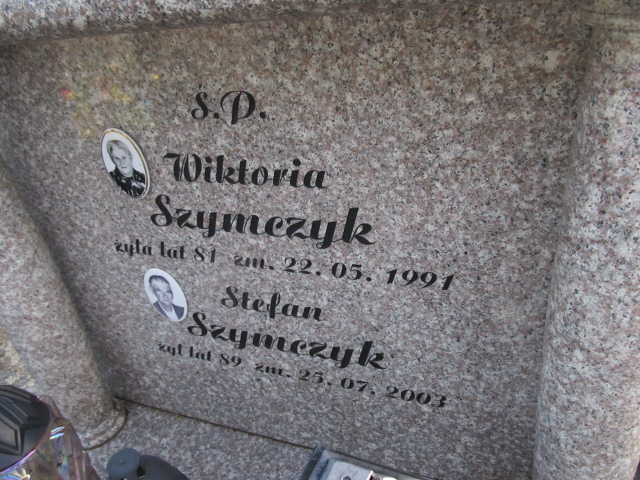 Ś.P.
Wiktoria
Szymczyk
żyła lat 81 zm. 22. 05. 1991
Stefan
Szymczyk
żył lat 89 zm. 25. 07. 2003